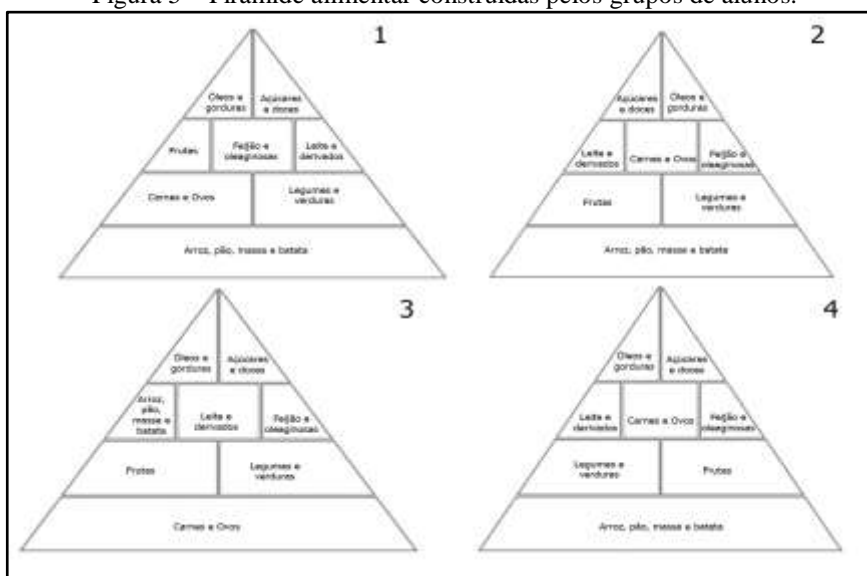 Figura 3 – Pirâmide alimentar construídas pelos grupos de alunos.
1
Óleos e
gorduras
Açúcares
e doces
Frutas
Feijão e
oleaginosas
Leite e
derivados
Carnes e Ovos
Legumes e
verduras
Arroz, pão, massa e batata
2
Açúcares
e doces
Óleos e
gorduras
Leite e
derivados
Carnes e Ovos
Feijão e
oleaginosas
Frutas
Legumes e
verduras
Arroz, pão, massa e batata
3
Óleos e
gorduras
Açúcares
e doces
Arroz,
pão,
massa e
batata
Leite e
derivados
Feijão e
oleaginosas
Frutas
Legumes e
verduras
Carnes e Ovos
4
Óleos e
gorduras
Açúcares
e doces
Leite e
derivados
Carnes e Ovos
Feijão e
oleaginosas
Legumes e
verduras
Frutas
Arroz, pão, massa e batata